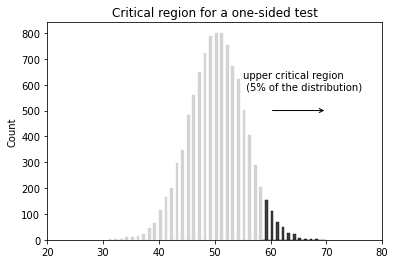 Critical region for a one-sided test
Count
800
700
600
500
400
300
200
100
0
upper critical region
(5% of the distribution)
20 30 40 50 60 70 80